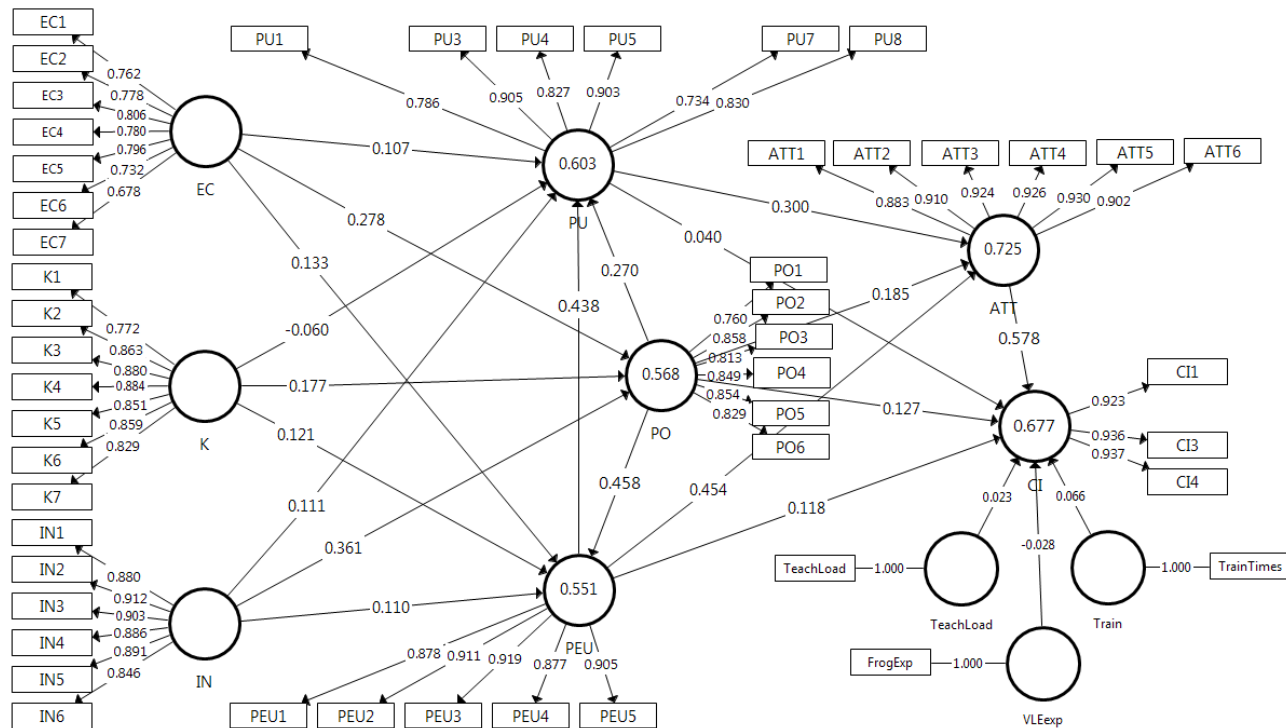 EC1
EC2
EC3
EC4
EC5
EC6
EC7
0.762
0.778
0.806
0.780
0.796
0.732
0.678
EC
K1
K2
K3
K4
K5
K6
K7
0.772
0.863
0.880
0.884
0.851
0.859
0.829
K
IN1
IN2
IN3
IN4
IN5
IN6
0.880
0.912
0.903
0.886
0.891
0.846
IN
PU1
PU3
PU4
PU5
PU7
PU8
0.786
0.905
0.827
0.903
0.734
0.830
0.603
PU
0.107
0.278
0.133
-0.060
0.177
0.121
0.111
0.361
0.110
0.270
0.438
0.458
0.568
PO
PO1
PO2
PO3
PO4
PO5
PO6
0.760
0.858
0.813
0.849
0.854
0.829
0.551
PEU
0.878
0.911
0.919
0.877
0.905
PEU1
PEU2
PEU3
PEU4
PEU5
0.300
0.040
0.185
0.127
0.454
0.118
ATT1
ATT2
ATT3
ATT4
ATT5
ATT6
0.883
0.910
0.924
0.926
0.930
0.902
0.725
ATT
0.578
0.677
CI
CI1
CI3
CI4
0.923
0.936
0.937
0.023
-0.028
0.066
TeachLoad
1.000
TeachLoad
TrainTimes
1.000
Train
FrogExp
1.000
VLEexp